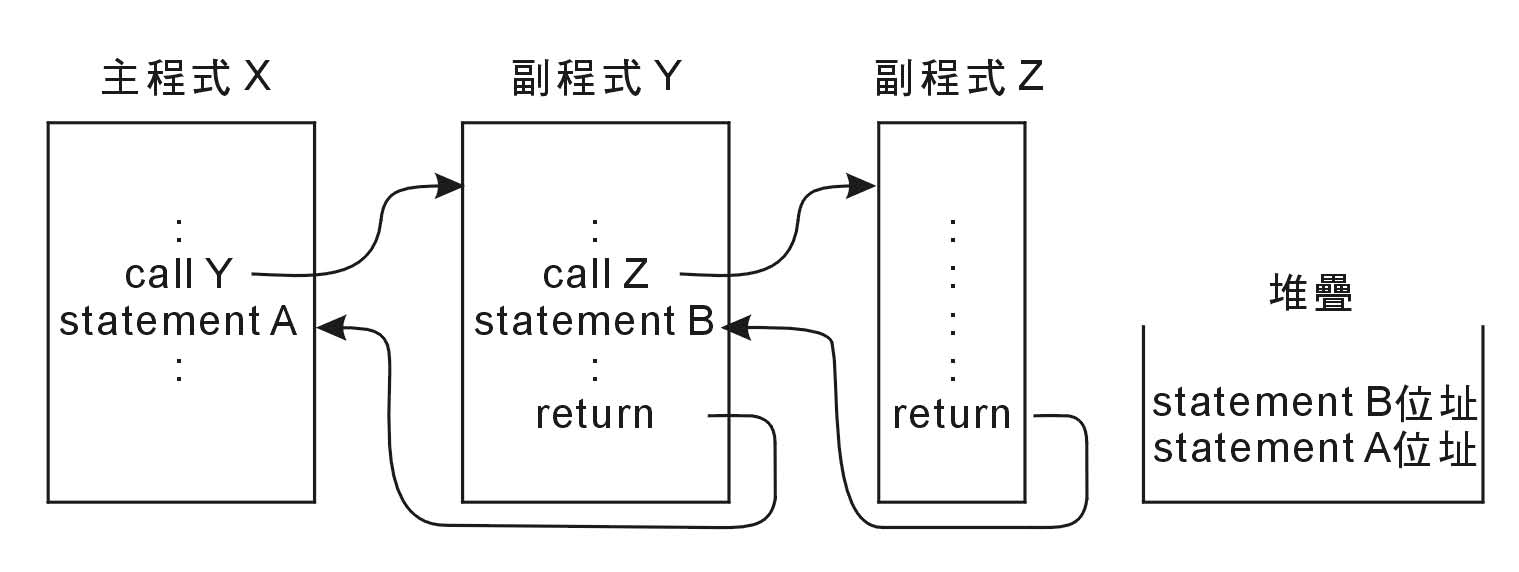 主程式 X
副程式 Y
副程式 Z
call Y
statement A
call Z
statement B
return
return
堆疊
statement B位址
statement A位址